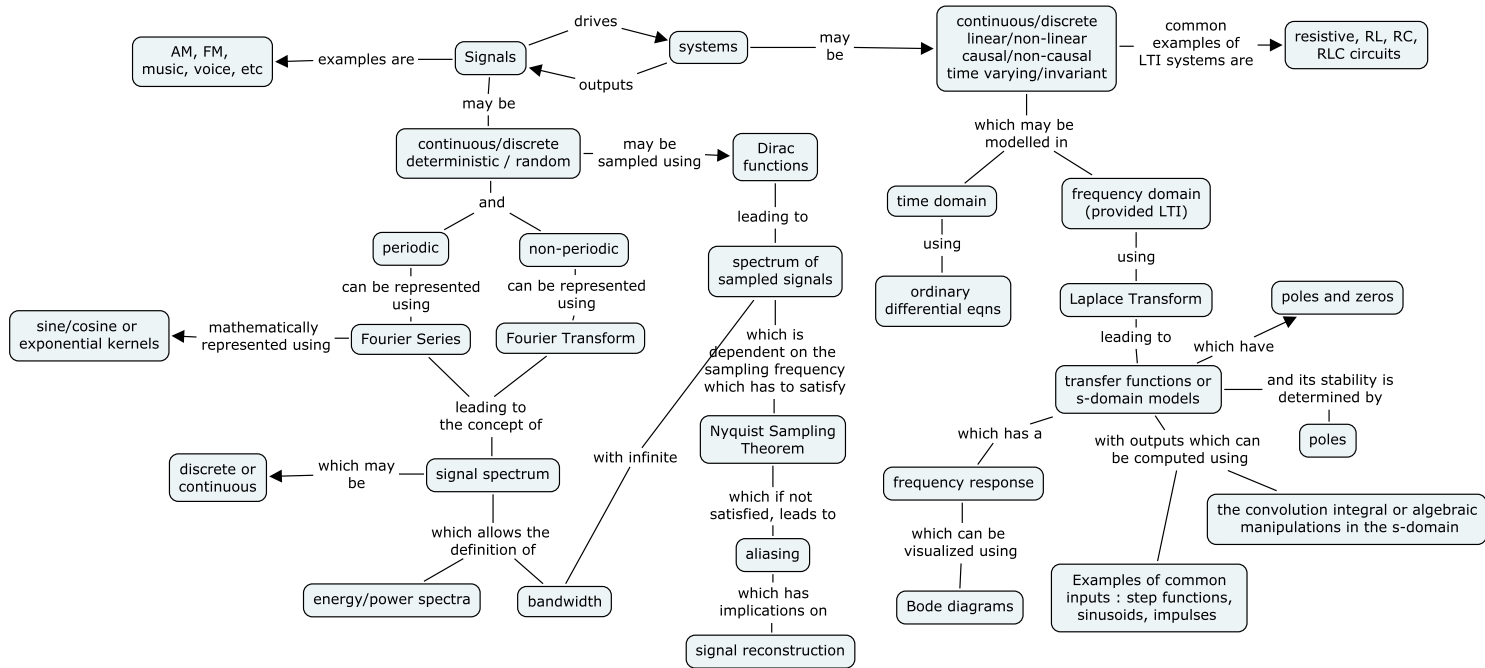 drives
AM, FM,
music, voice, etc
examples are
Signals
systems
outputs
may
be
continuous/discrete
linear/non-linear
causal/non-causal
time varying/invariant
common
examples of
LTI systems are
resistive, RL, RC,
RLC circuits
may be
continuous/discrete
deterministic / random
may be
sampled using
Dirac
functions
and
periodic
non-periodic
can be represented
using
can be represented
using
sine/cosine or
exponential kernels
mathematically
represented using
Fourier Series
Fourier Transform
leading to
the concept of
discrete or
continuous
which may
be
signal spectrum
which allows the
definition of
energy/power spectra
bandwidth
leading to
spectrum of
sampled signals
with infinite
which is
dependent on the
sampling frequency
which has to satisfy
Nyquist Sampling
Theorem
which if not
satisfied, leads to
aliasing
which has
implications on
signal reconstruction
which may be
modelled in
time domain
using
ordinary
differential eqns
frequency domain
(provided LTI)
using
Laplace Transform
leading to
transfer functions or
s-domain models
which have
poles and zeros
and its stability is
determined by
poles
which has a
frequency response
which can be
visualized using
Bode diagrams
with outputs which can
be computed using
the convolution integral or algebraic
manipulations in the s-domain
Examples of common
inputs : step functions,
sinusoids, impulses